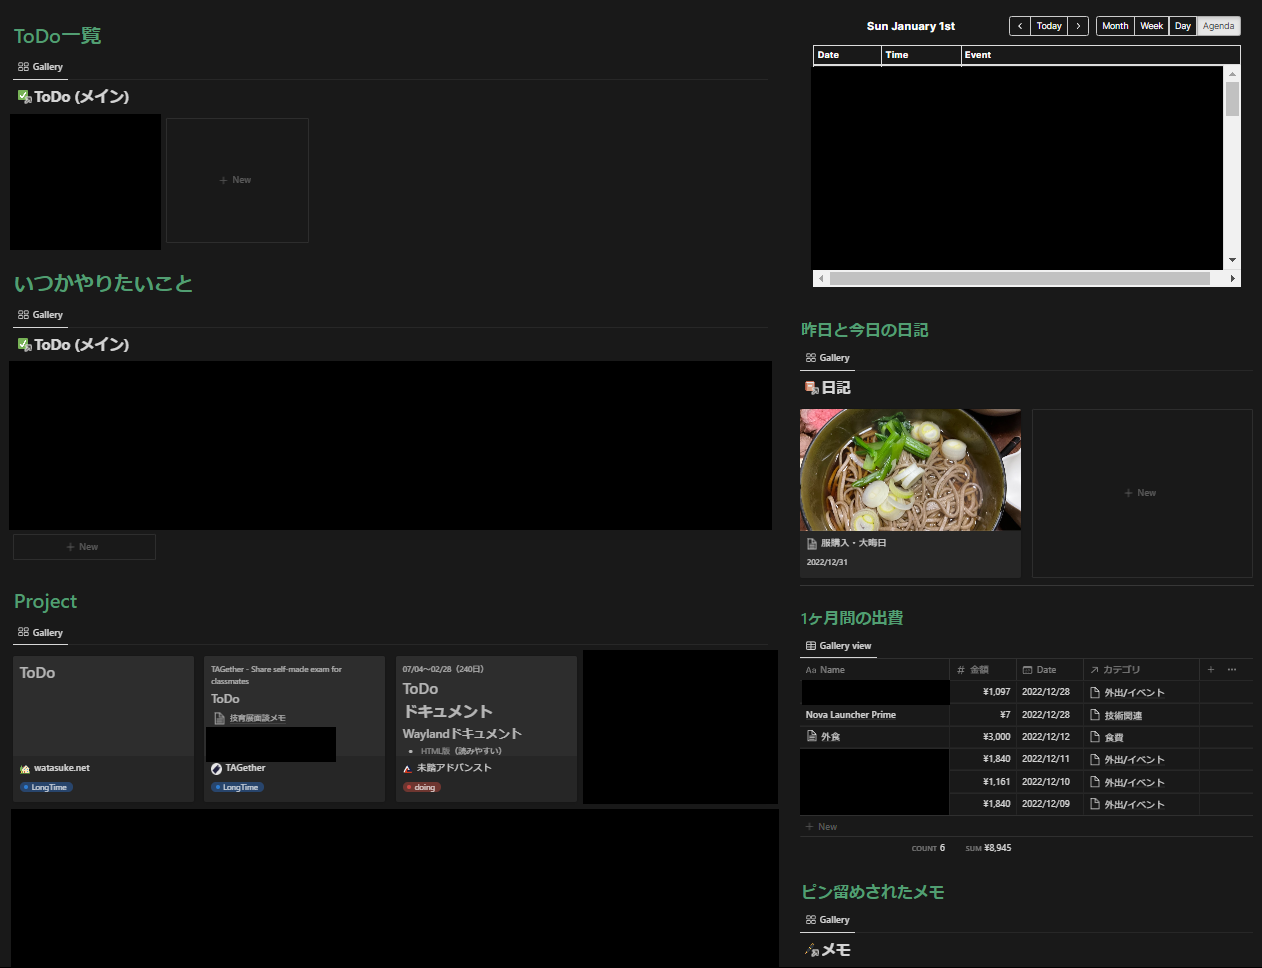 ToDo一覧
Gallery
ToDo (メイン)
New
いつかやりたいこと
Gallery
ToDo (メイン)
New
Project
Gallery
ToDo
watasuke.net
LongTime
TAGether - Share self-made exam for
classmates
ToDo
技育展面談メモ
TAGether
LongTime
07/04〜02/28（240日）
ToDo
ドキュメント
Waylandドキュメント
HTML版（読みやすい）
未踏アドバンスト
doing
Sun January 1st
Today
Month Week Day Agenda
Date Time Event
昨日と今日の日記
Gallery
日記
服購入・大晦日
2022/12/31
New
1ヶ月間の出費
Gallery view
Aa Name # 金額 Date カテゴリ
¥1,097 2022/12/28 外出/イベント
Nova Launcher Prime ¥7 2022/12/28 技術関連
外食 ¥3,000 2022/12/12 食費
¥1,840 2022/12/11 外出/イベント
¥1,161 2022/12/10 外出/イベント
¥1,840 2022/12/09 外出/イベント
New
COUNT 6 SUM ¥8,945
ピン留めされたメモ
Gallery
メモ